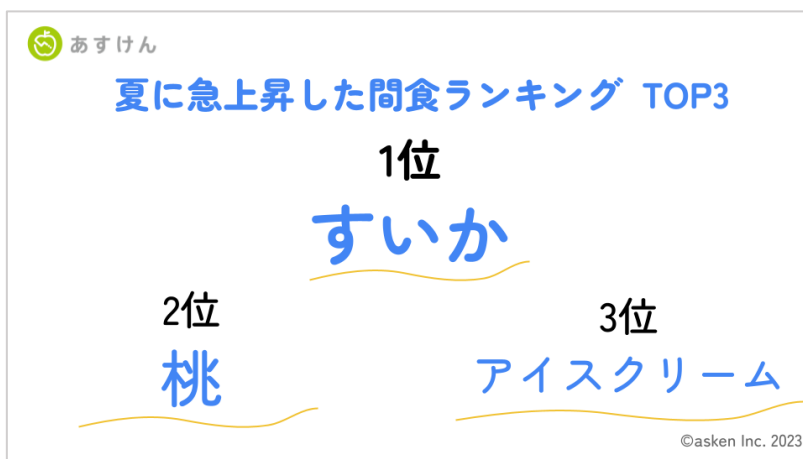 あすけん
夏に急上昇した間食ランキング TOP3
1位
すいか
2位
桃
3位
アイスクリーム
©asken Inc. 2023